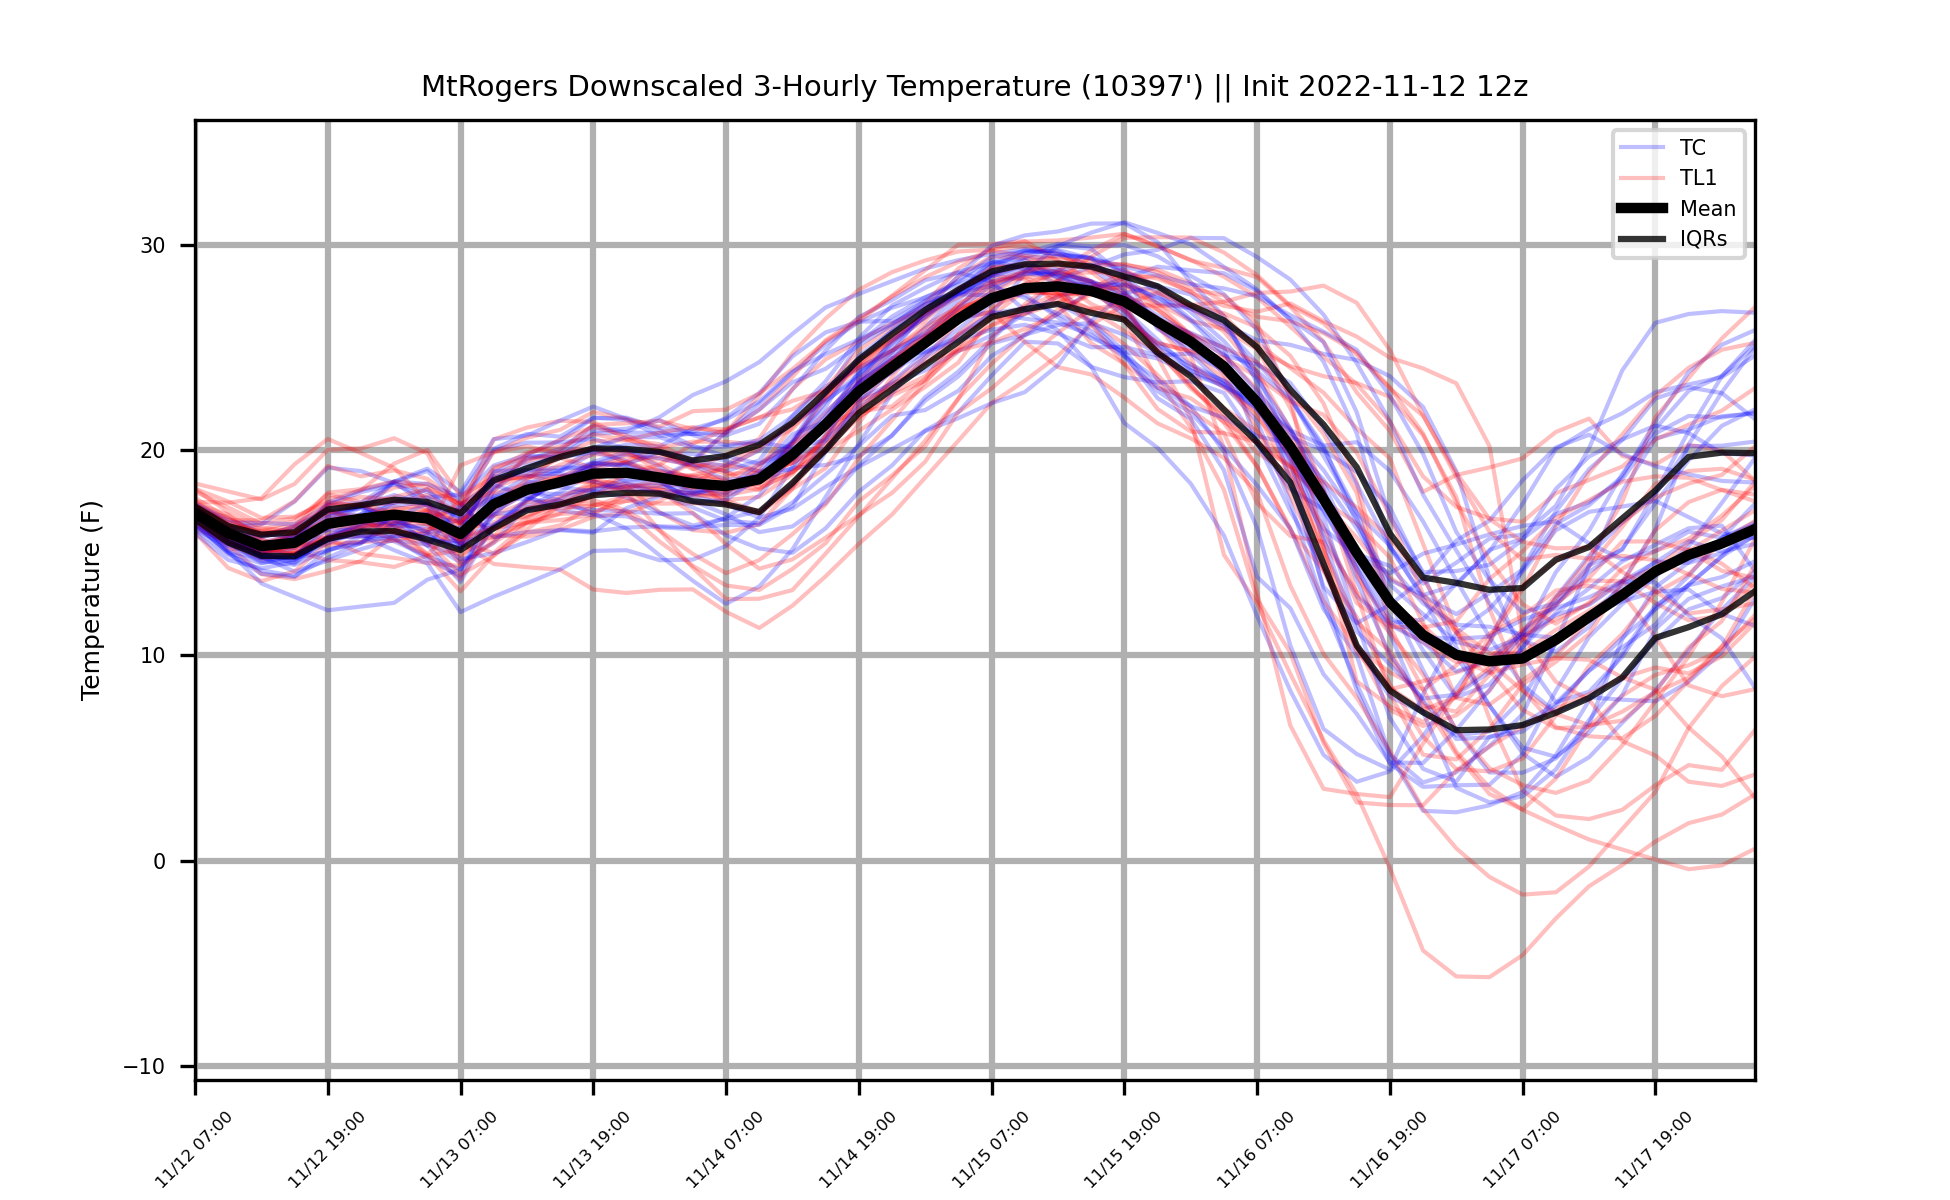 MtRogers Downscaled 3-Hourly Temperature (10397') || Init 2022-11-12 12z
TC
TL1
Mean
IQRs
Temperature (F)
30
20
10
0
−10
11/12 07:00
11/12 19:00
11/13 07:00
11/13 19:00
11/14 07:00
11/14 19:00
11/15 07:00
11/15 19:00
11/16 07:00
11/16 19:00
11/17 07:00
11/17 19:00